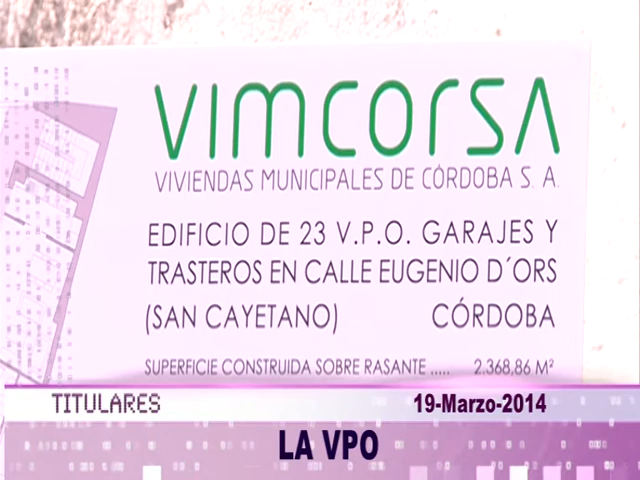 VIMCORSA
VIVIENDAS MUNICIPALES DE CÓRDOBA S. A.
EDIFICIO DE 23 V.P.O. GARAJES Y
TRASTEROS EN CALLE EUGENIO D´ORS
(SAN CAYETANO) CÓRDOBA
SUPERFICIE CONSTRUIDA SOBRE RASANTE ..... 2.368,86 M²
TITULARES 19-Marzo-2014
LA VPO